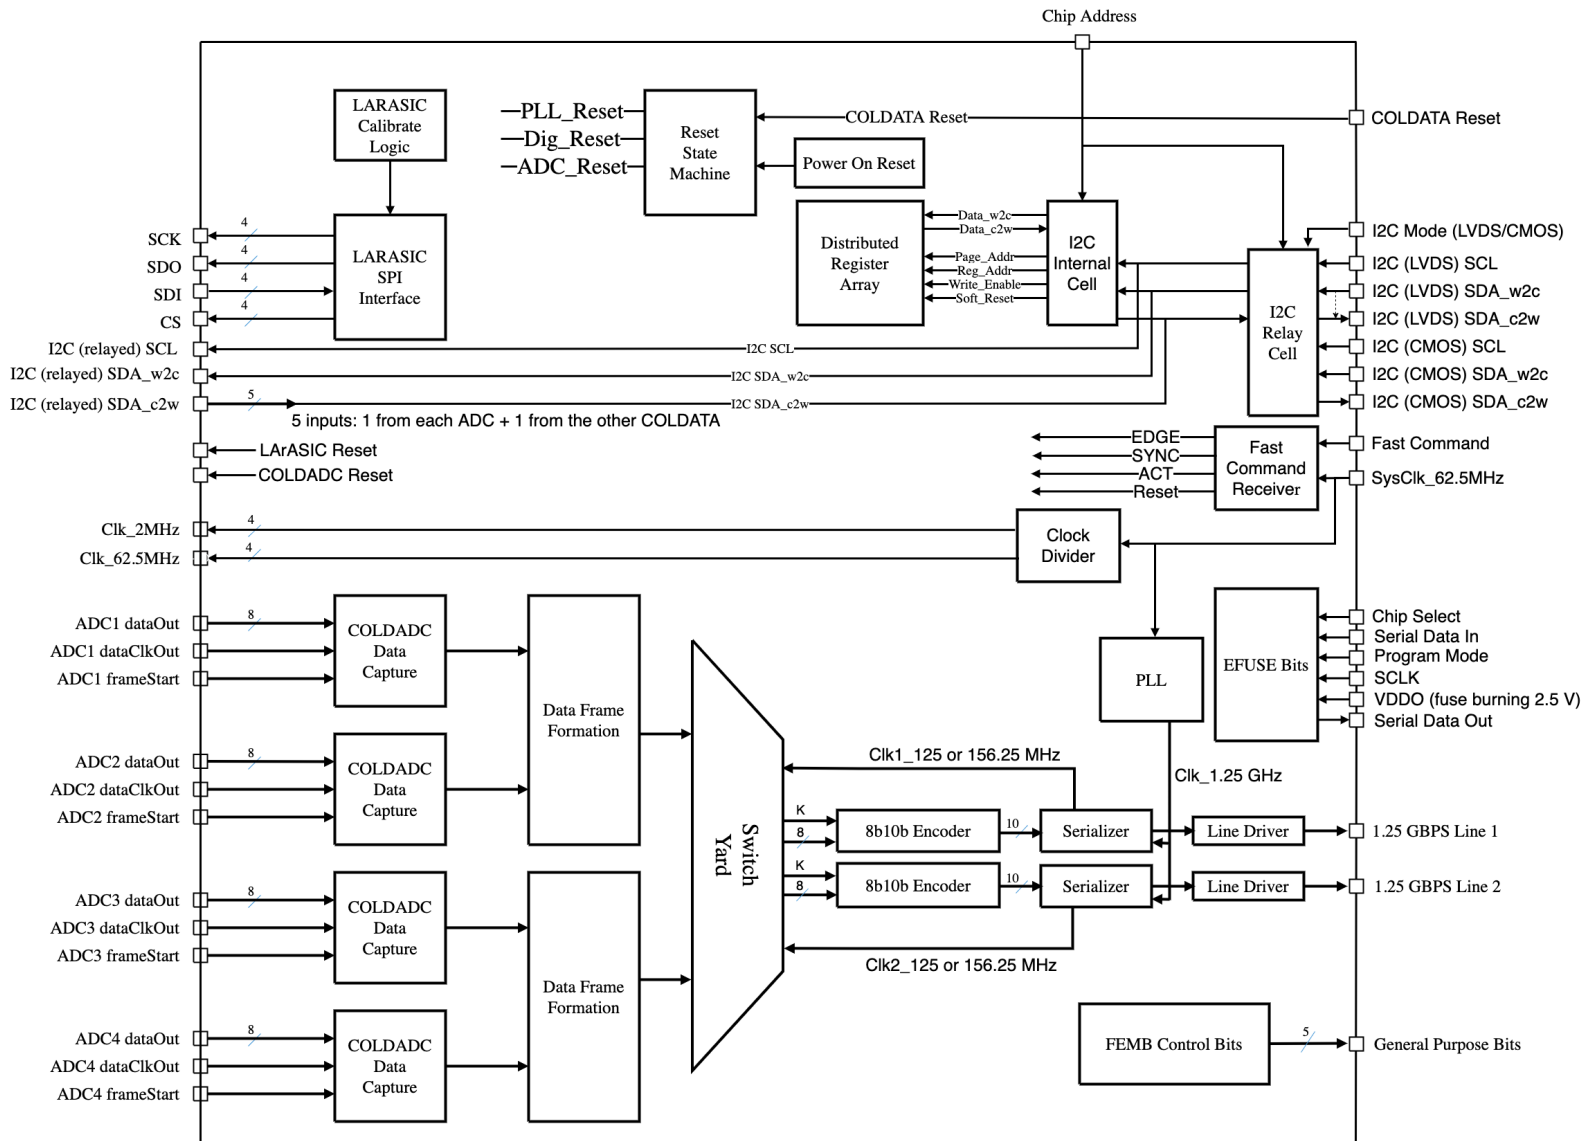 Chip Address
LARASIC
Calibrate
Logic
PLL_Reset
Dig_Reset
ADC_Reset
Reset
State
Machine
COLDATA Reset
COLDATA Reset
Power On Reset
Distributed
Register
Array
Data_w2c
Data_c2w
Page_Addr
Reg_Addr
Write_Enable
Soft_Reset
I2C
Internal
Cell
I2C
Relay
Cell
I2C Mode (LVDS/CMOS)
I2C (LVDS) SCL
I2C (LVDS) SDA_w2c
I2C (LVDS) SDA_c2w
I2C (CMOS) SCL
I2C (CMOS) SDA_w2c
I2C (CMOS) SDA_c2w
SCK
4
SDO
4
SDI
4
CS
4
LARASIC
SPI
Interface
I2C (relayed) SCL
I2C SCL
I2C (relayed) SDA_w2c
I2C SDA_w2c
I2C (relayed) SDA_c2w
5
I2C SDA_c2w
5 inputs: 1 from each ADC + 1 from the other COLDATA
LArASIC Reset
COLDADC Reset
EDGE
SYNC
ACT
Reset
Fast
Command
Receiver
Fast Command
SysClk_62.5MHz
Clk_2MHz
4
Clk_62.5MHz
4
Clock
Divider
ADC1 dataOut
8
ADC1 dataClkOut
ADC1 frameStart
COLDADC
Data
Capture
ADC2 dataOut
8
ADC2 dataClkOut
ADC2 frameStart
COLDADC
Data
Capture
Data Frame
Formation
PLL
EFUSE Bits
Chip Select
Serial Data In
Program Mode
SCLK
VDDO (fuse burning 2.5 V)
Serial Data Out
Switch
Yard
Clk1_125 or 156.25 MHz
Clk_1.25 GHz
K
8
8b10b Encoder
10
Serializer
Line Driver
1.25 GBPS Line 1
K
8
8b10b Encoder
10
Serializer
Line Driver
1.25 GBPS Line 2
Clk2_125 or 156.25 MHz
ADC3 dataOut
8
ADC3 dataClkOut
ADC3 frameStart
COLDADC
Data
Capture
ADC4 dataOut
8
ADC4 dataClkOut
ADC4 frameStart
COLDADC
Data
Capture
Data Frame
Formation
FEMB Control Bits
5
General Purpose Bits